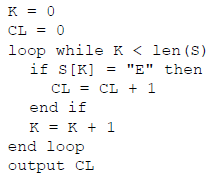 K = 0
CL = 0
loop while K < len(S)
   if S[K] = "E" then
      CL = CL + 1
   end if
   K = K + 1
end loop
output CL